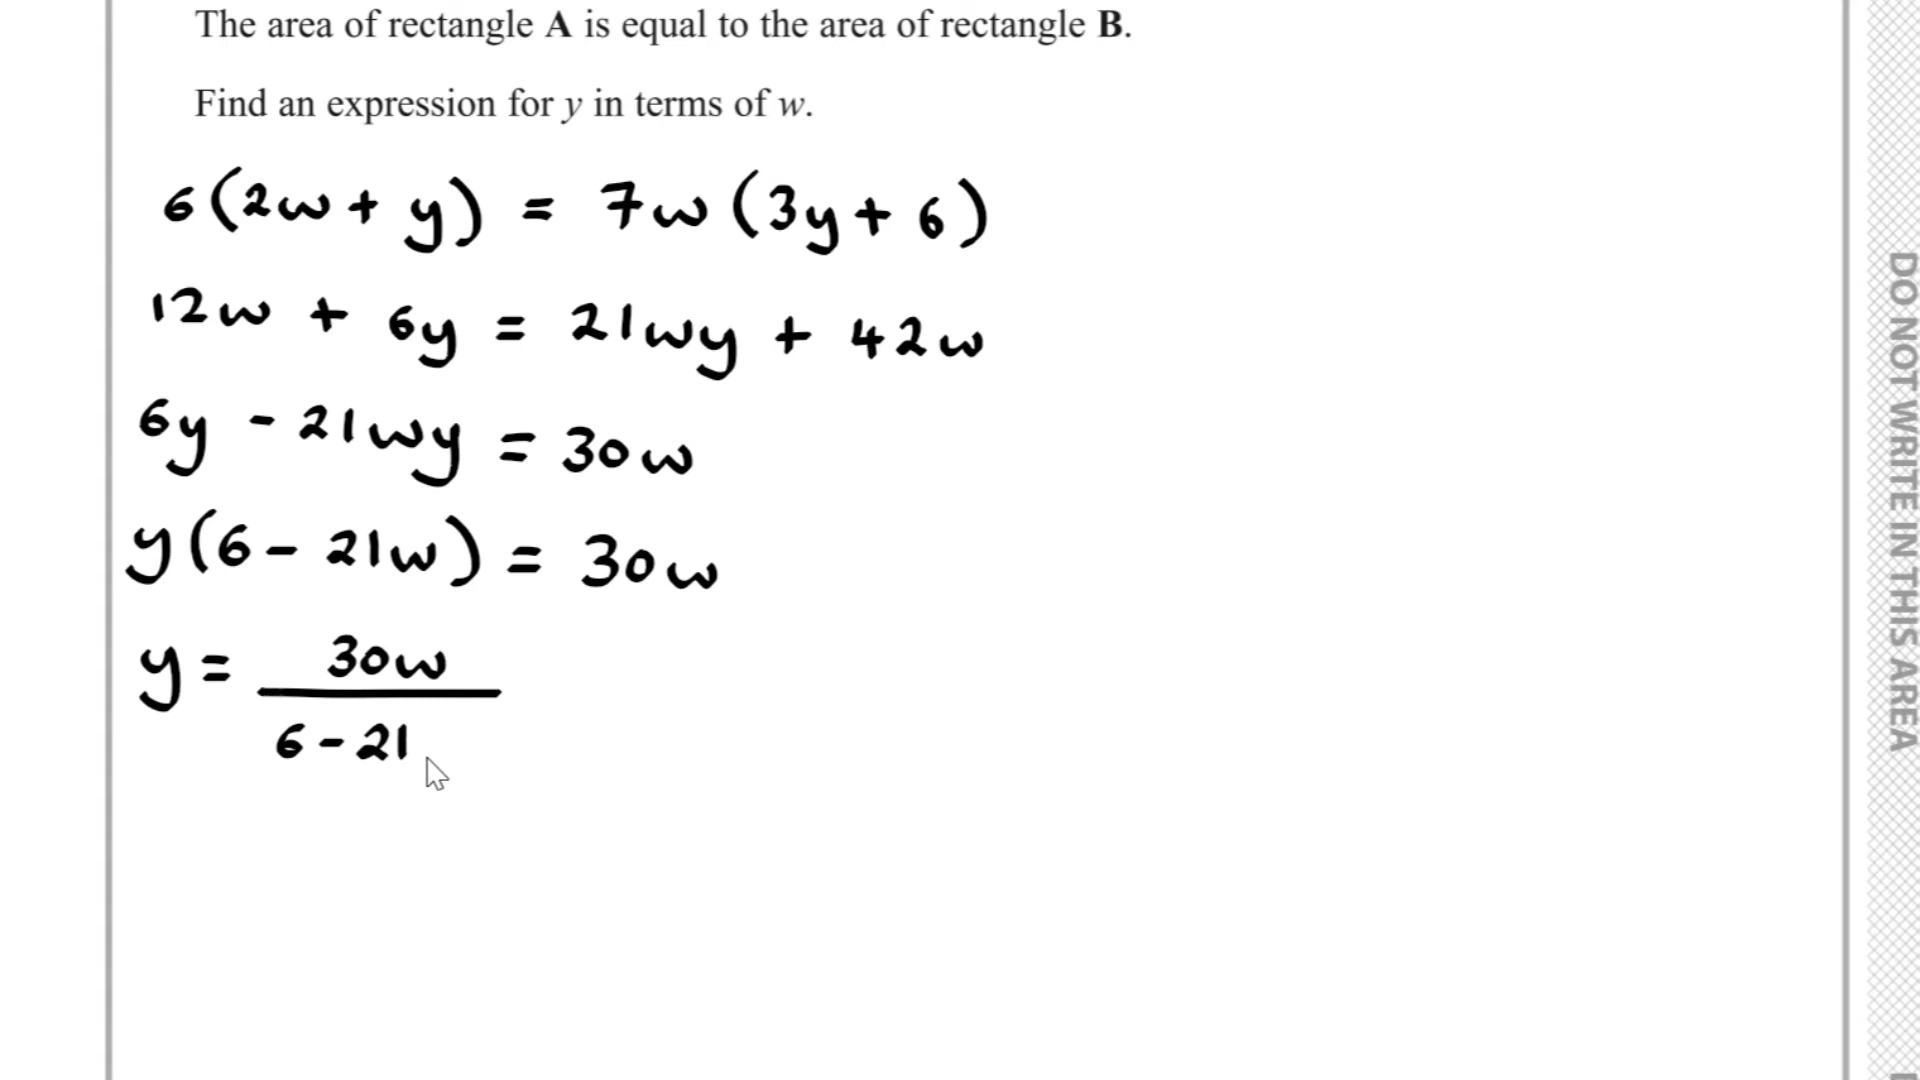 The area of rectangle A is equal to the area of rectangle B.
Find an expression for y in terms of w.
6(2w + y) = 7w(3y + 6)
12w + 6y = 21wy + 42w
6y - 21wy = 30w
y(6 - 21w) = 30w
y = 30w
6 - 21
DO NOT WRITE IN THIS AREA